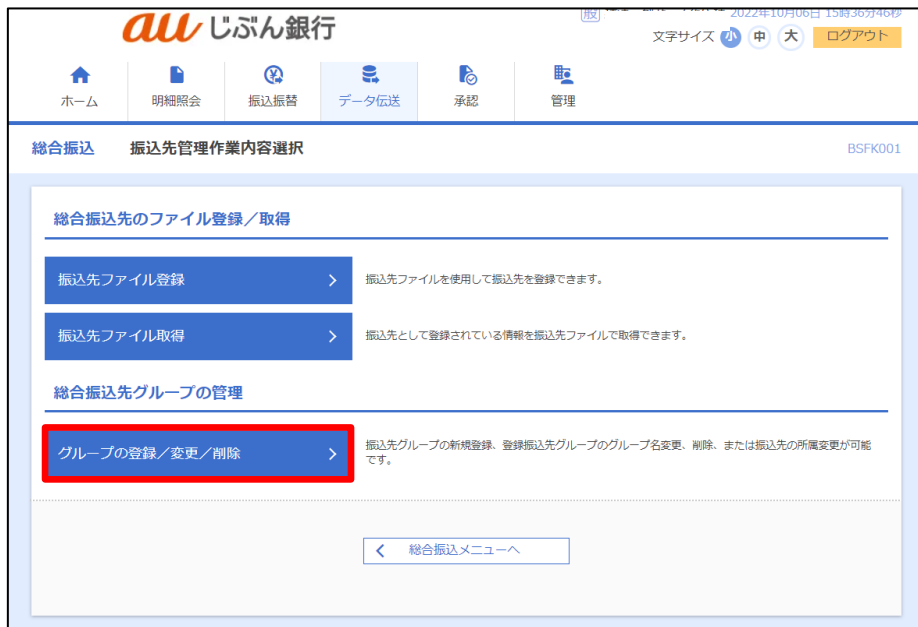 au じぶん銀行
2022年10月06日 15時36分46秒
文字サイズ 小 中 大 ログアウト
ホーム 明細照会 振込振替 データ伝送 承認 管理
総合振込 振込先管理作業内容選択 BSFK001
総合振込先のファイル登録／取得
振込先ファイル登録 振込先ファイルを使用して振込先を登録できます。
振込先ファイル取得 振込先として登録されている情報を振込先ファイルで取得できます。
総合振込先グループの管理
グループの登録／変更／削除 振込先グループの新規登録、登録振込先グループのグループ名変更、削除、または振込先の所属変更が可能
です。
総合振込メニューへ